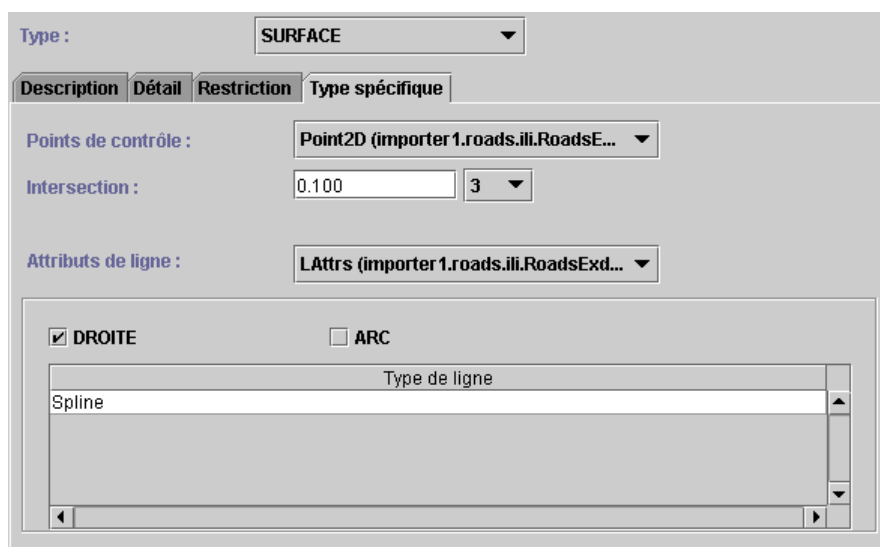 Type : SURFACE
Description Détail Restriction Type spécifique
Points de contrôle : Point2D (importer1.roads.ili.RoadsE...
Intersection : 0.100 3
Attributs de ligne : LAttrs (importer1.roads.ili.RoadsExd...
DROITE ARC
Type de ligne
Spline